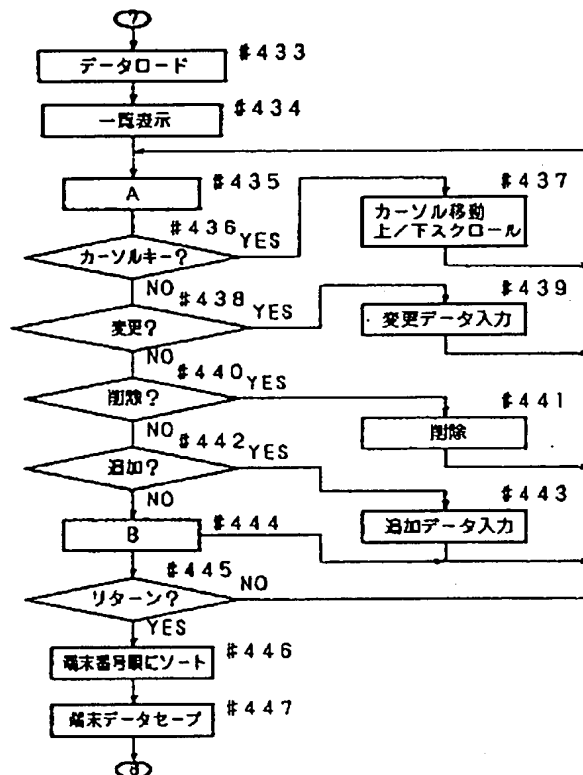 7
データロード
#433
一覧表示
#434
A
#435
#436
カーソルキー?
YES
NO
#437
カーソル移動
上/下スクロール
#438
変更?
YES
NO
#439
変更データ入力
#440
削除?
YES
NO
#441
削除
#442
追加?
YES
NO
#443
追加データ入力
B
#444
#445
リターン?
NO
YES
端末番号順にソート
#446
端末データセーブ
#447
8